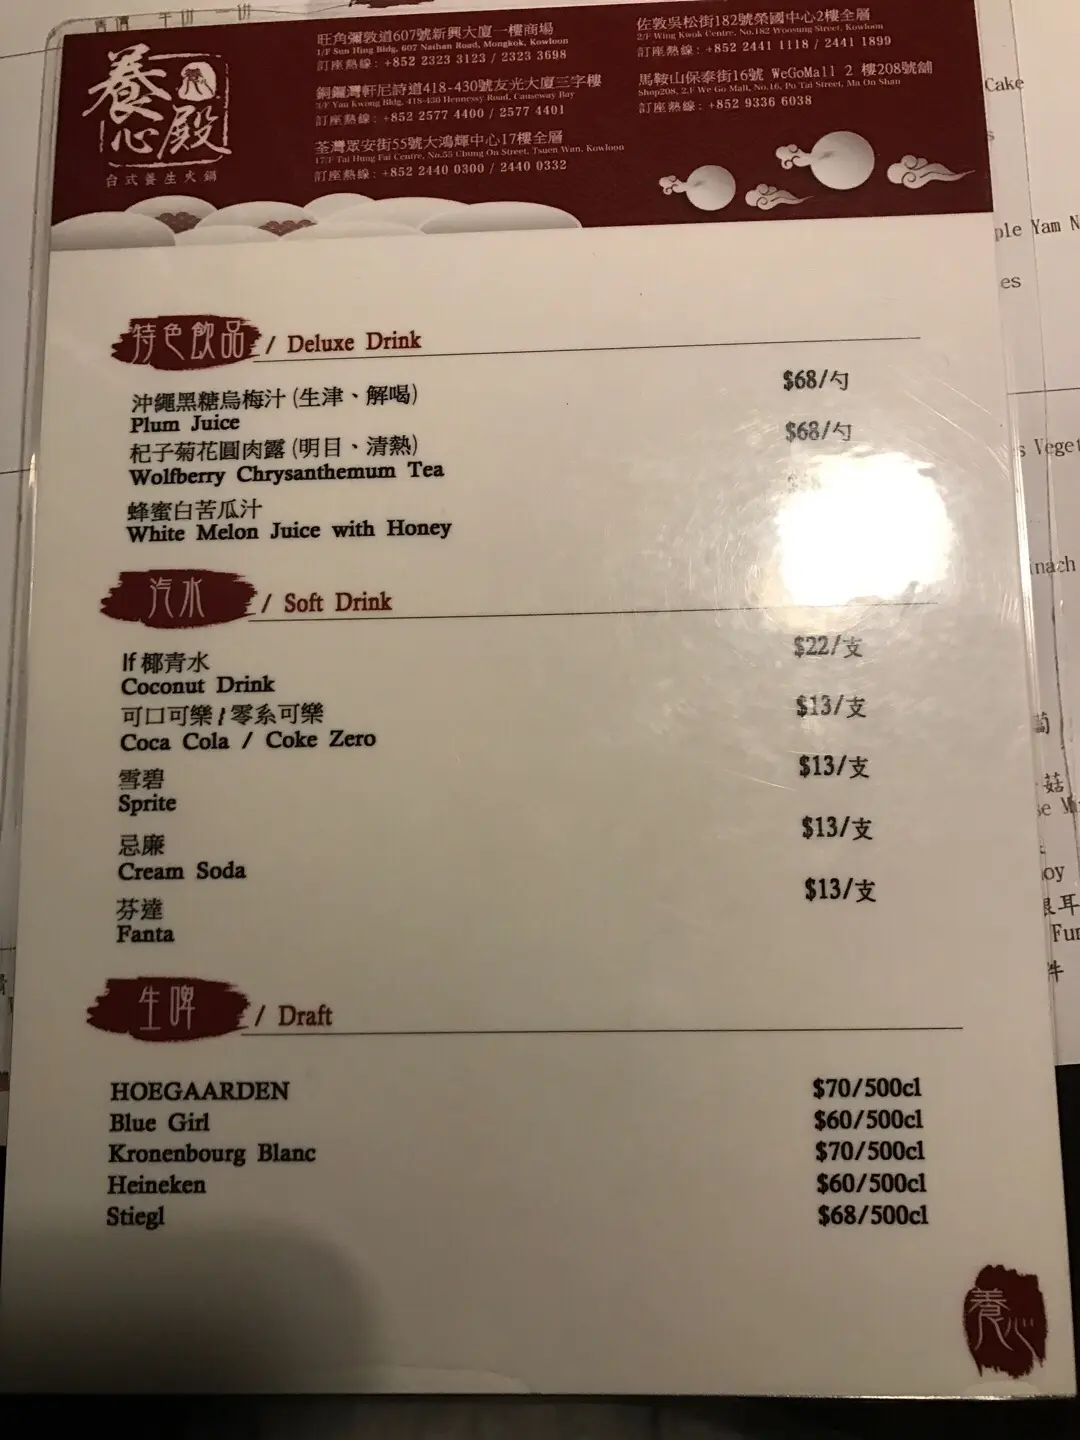 養心殿
台式養生火鍋
旺角彌敦道607號新興大廈一樓商場
1/F Sun Hing Bldg, 607 Nathan Road, Mongkok, Kowloon
訂座熱線: +852 2323 3123 / 2323 3698
銅鑼灣軒尼詩道418-430號友光大廈三字樓
3/F Yau Kwong Bldg, 418-430 Hennessy Road, Causeway Bay
訂座熱線: +852 2577 4400 / 2577 4401
荃灣眾安街55號大鴻輝中心17樓全層
17/F Tai Hung Fai Centre, No.55 Chung On Street, Tsuen Wan, Kowloon
訂座熱線: +852 2440 0300 / 2440 0332
佐敦吳松街182號榮國中心2樓全層
2/F Wing Kwok Centre, No.182 Woosung Street, Kowloon
訂座熱線: +852 2441 1118 / 2441 1899
馬鞍山保泰街16號 WeGoMall 2 樓208號舖
Shop208, 2.F We Go Mall, No.16, Po Tai Street, Ma On Shan
訂座熱線: +852 9336 6038
特色飲品 / Deluxe Drink
沖繩黑糖烏梅汁 (生津、解喝) $68/勺
Plum Juice
杞子菊花圓肉露 (明目、清熱) $68/勺
Wolfberry Chrysanthemum Tea
蜂蜜白苦瓜汁
White Melon Juice with Honey
汽水 / Soft Drink
If 椰青水 $22/支
Coconut Drink
可口可樂 / 零系可樂 $13/支
Coca Cola / Coke Zero
雪碧 $13/支
Sprite
忌廉 $13/支
Cream Soda
芬達 $13/支
Fanta
生啤 / Draft
HOEGAARDEN $70/500cl
Blue Girl $60/500cl
Kronenbourg Blanc $70/500cl
Heineken $60/500cl
Stiegl $68/500cl
養心
Cake
Yam
es
菇
耳
件